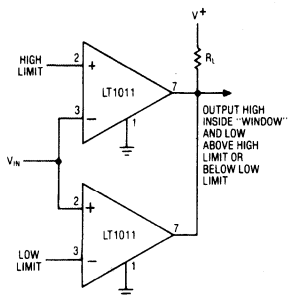 V+
HIGH
LIMIT
2
+
RL
7
LT1011
3
−
1
OUTPUT HIGH
INSIDE "WINDOW"
AND LOW
ABOVE HIGH
LIMIT OR
BELOW LOW
LIMIT
VIN
2
+
7
LT1011
LOW
LIMIT
3
−
1